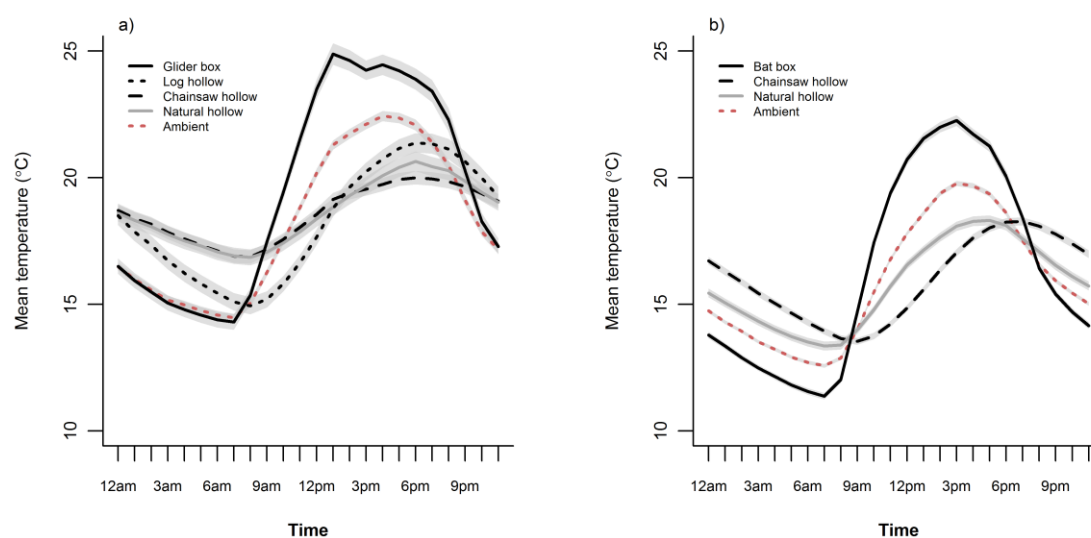 a)
25
20
15
10
Mean temperature (°C)
Glider box
Log hollow
Chainsaw hollow
Natural hollow
Ambient
12am 3am 6am 9am 12pm 3pm 6pm 9pm
Time
b)
25
20
15
10
Mean temperature (°C)
Bat box
Chainsaw hollow
Natural hollow
Ambient
12am 3am 6am 9am 12pm 3pm 6pm 9pm
Time